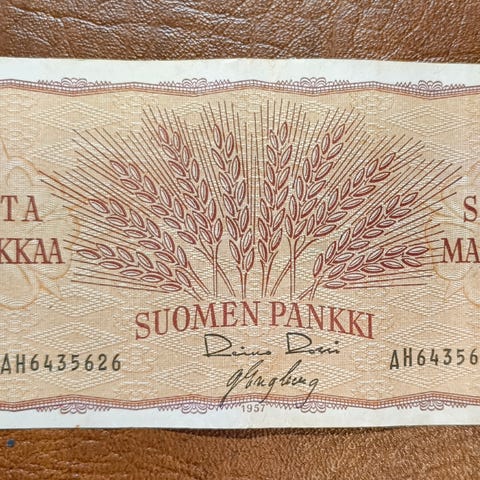 TA S
KKAA MA
SUOMEN PANKKI
AH6435626 AH64356
1957